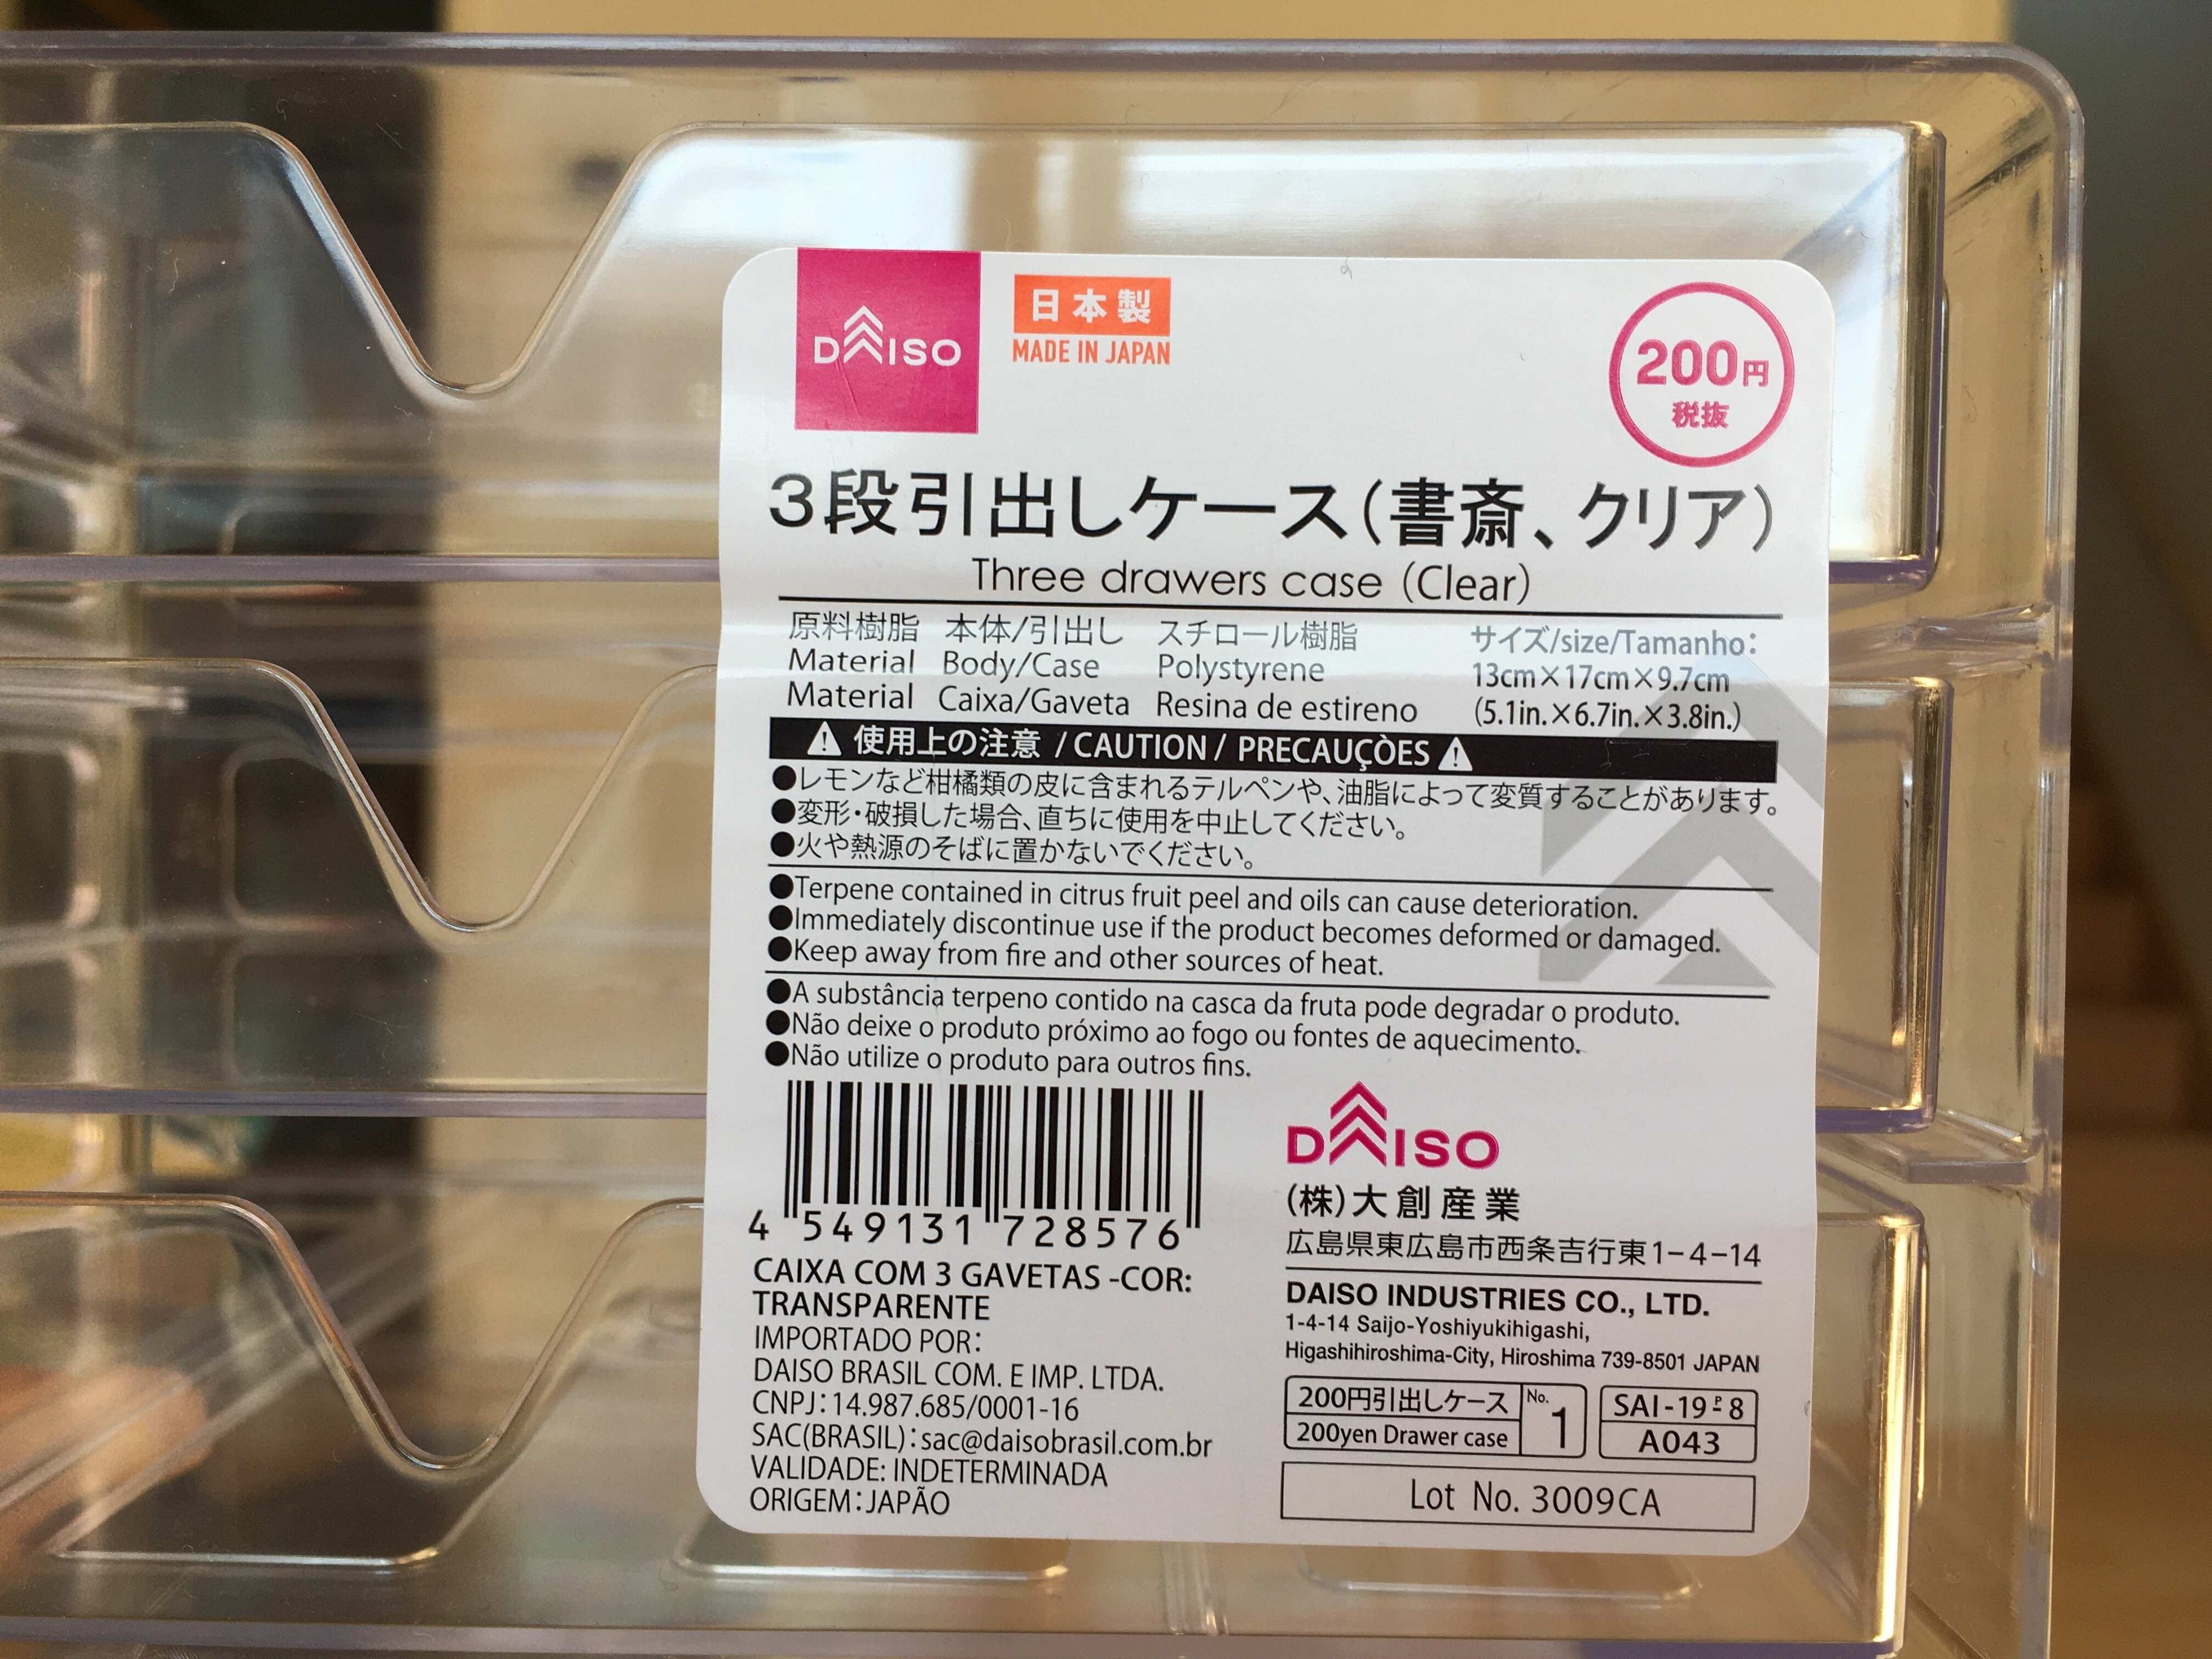 DAISO
日本製
MADE IN JAPAN
200円
税抜
3段引出しケース(書斎、クリア)
Three drawers case (Clear)
原料樹脂 本体/引出し スチロール樹脂
Material Body/Case Polystyrene
Material Caixa/Gaveta Resina de estireno
サイズ/size/Tamanho:
13cm×17cm×9.7cm
(5.1in.×6.7in.×3.8in.)
⚠使用上の注意 / CAUTION / PRECAUÇÒES⚠
●レモンなど柑橘類の皮に含まれるテルペンや、油脂によって変質することがあります。
●変形・破損した場合、直ちに使用を中止してください。
●火や熱源のそばに置かないでください。
●Terpene contained in citrus fruit peel and oils can cause deterioration.
●Immediately discontinue use if the product becomes deformed or damaged.
●Keep away from fire and other sources of heat.
●A substância terpeno contido na casca da fruta pode degradar o produto.
●Não deixe o produto próximo ao fogo ou fontes de aquecimento.
●Não utilize o produto para outros fins.
4 549131 728576
CAIXA COM 3 GAVETAS -COR:
TRANSPARENTE
IMPORTADO POR:
DAISO BRASIL COM. E IMP. LTDA.
CNPJ:14.987.685/0001-16
SAC(BRASIL):sac@daisobrasil.com.br
VALIDADE: INDETERMINADA
ORIGEM:JAPÃO
DAISO
(株)大創産業
広島県東広島市西条吉行東1-4-14
DAISO INDUSTRIES CO., LTD.
1-4-14 Saijo-Yoshiyukihigashi,
Higashihiroshima-City, Hiroshima 739-8501 JAPAN
200円引出しケース
200yen Drawer case
No. 1
SAI-19-P-8
A043
Lot No. 3009CA